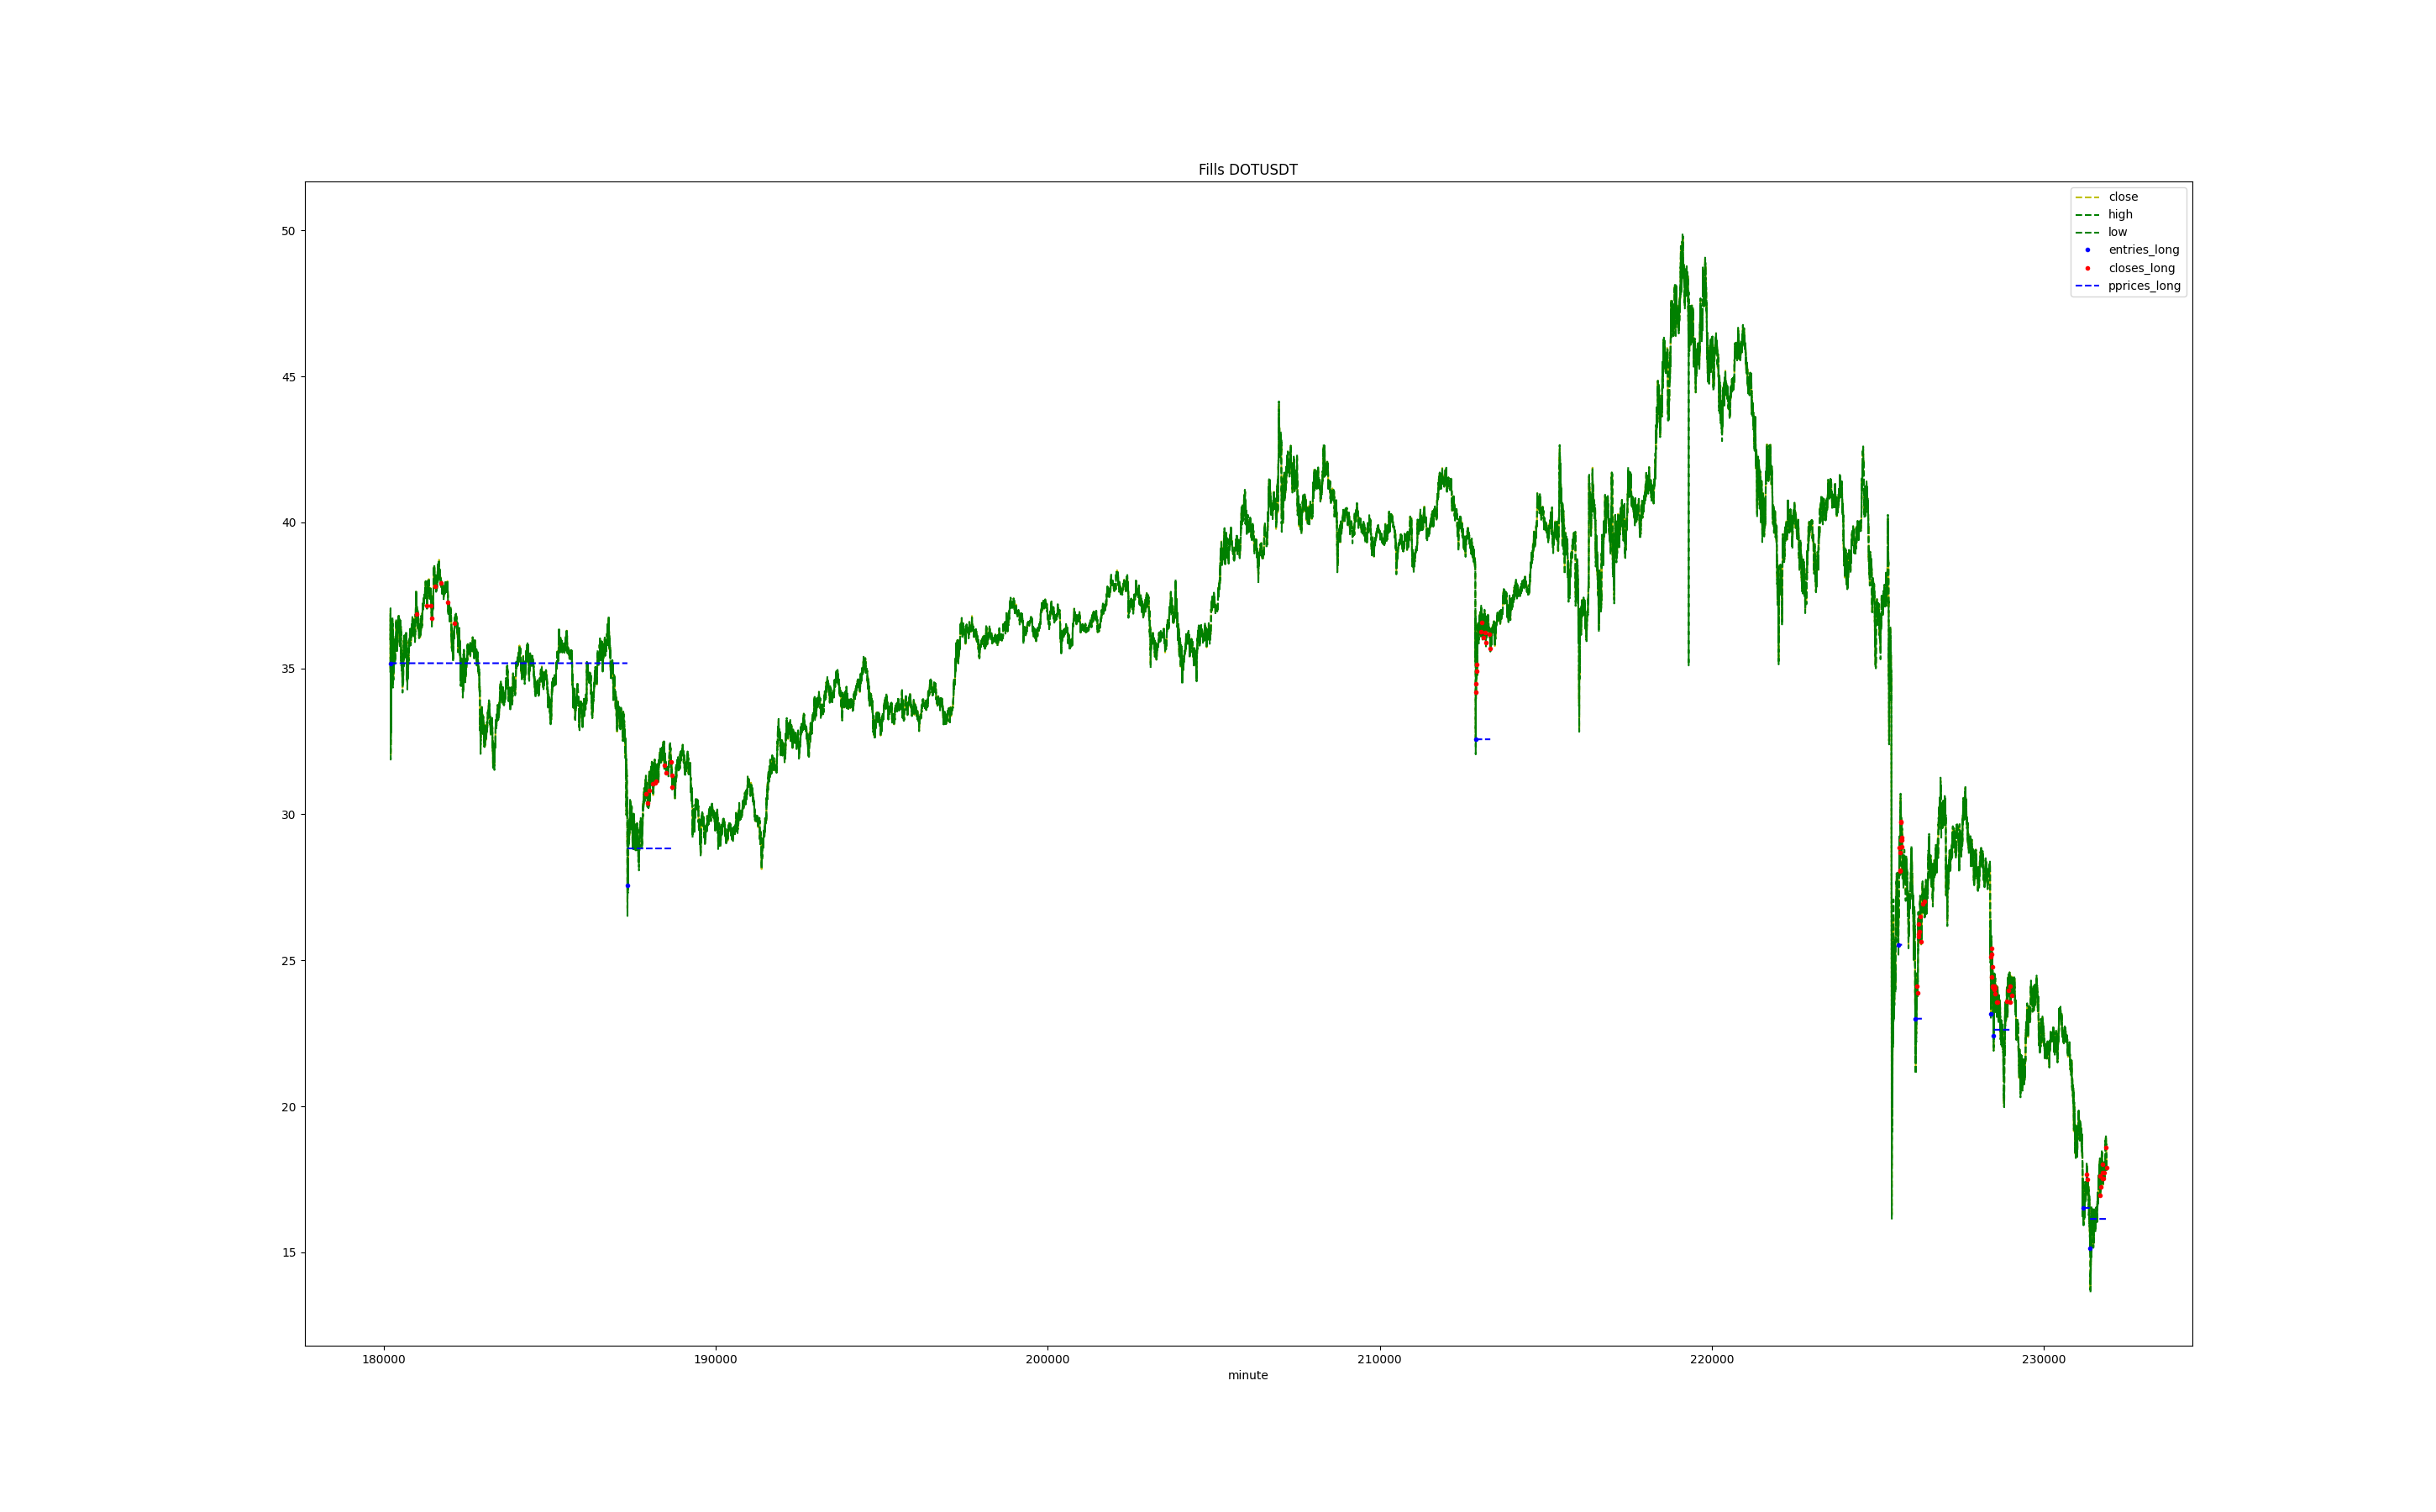 Fills DOTUSDT
close
high
low
entries_long
closes_long
pprices_long
50
45
40
35
30
25
20
15
180000
190000
200000
210000
220000
230000
minute